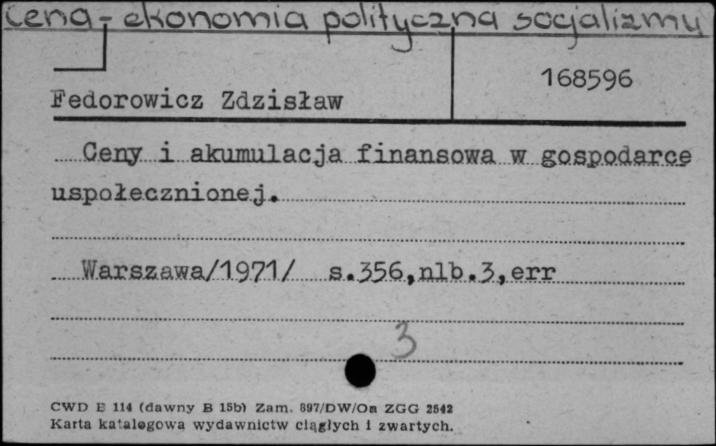 cena - ekonomia polityczna socjalizmu
168596
Fedorowicz Zdzisław
Ceny i akumulacja finansowa w gospodarce
uspołecznionej.
Warszawa/1971/ s.356,nlb.3,err
3
CWD E 114 (dawny B 15b) Zam. 897/DW/Oa ZGG 2542
Karta katalogowa wydawnictw ciągłych i zwartych.